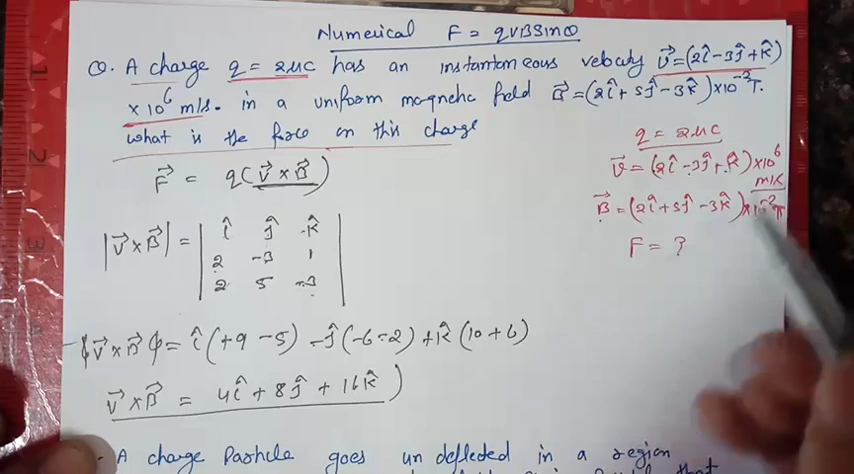 Numerical F = qVBSinθ
Q. A charge q = 2μc has an instantaneous velocity V⃗ = (2î - 3ĵ + k̂)
× 10⁶ m/s. in a uniform magnetic field B⃗ = (2î + 5ĵ - 3k̂) × 10⁻² T.
what is the force on this charge
q = 2μc
V⃗ = (2î - 3ĵ + k̂) × 10⁶
m/s
B⃗ = (2î + 5ĵ - 3k̂) × 10⁻² T
F = ?
F⃗ = q(V⃗ × B⃗)
|V⃗ × B⃗| = | î ĵ k̂ |
2 -3 1
2 5 -3
V⃗ × B⃗ = î(+9 - 5) - ĵ(-6 - 2) + k̂(10 + 6)
V⃗ × B⃗ = 4î + 8ĵ + 16k̂)
A charge Particle goes undeflected in a region
that